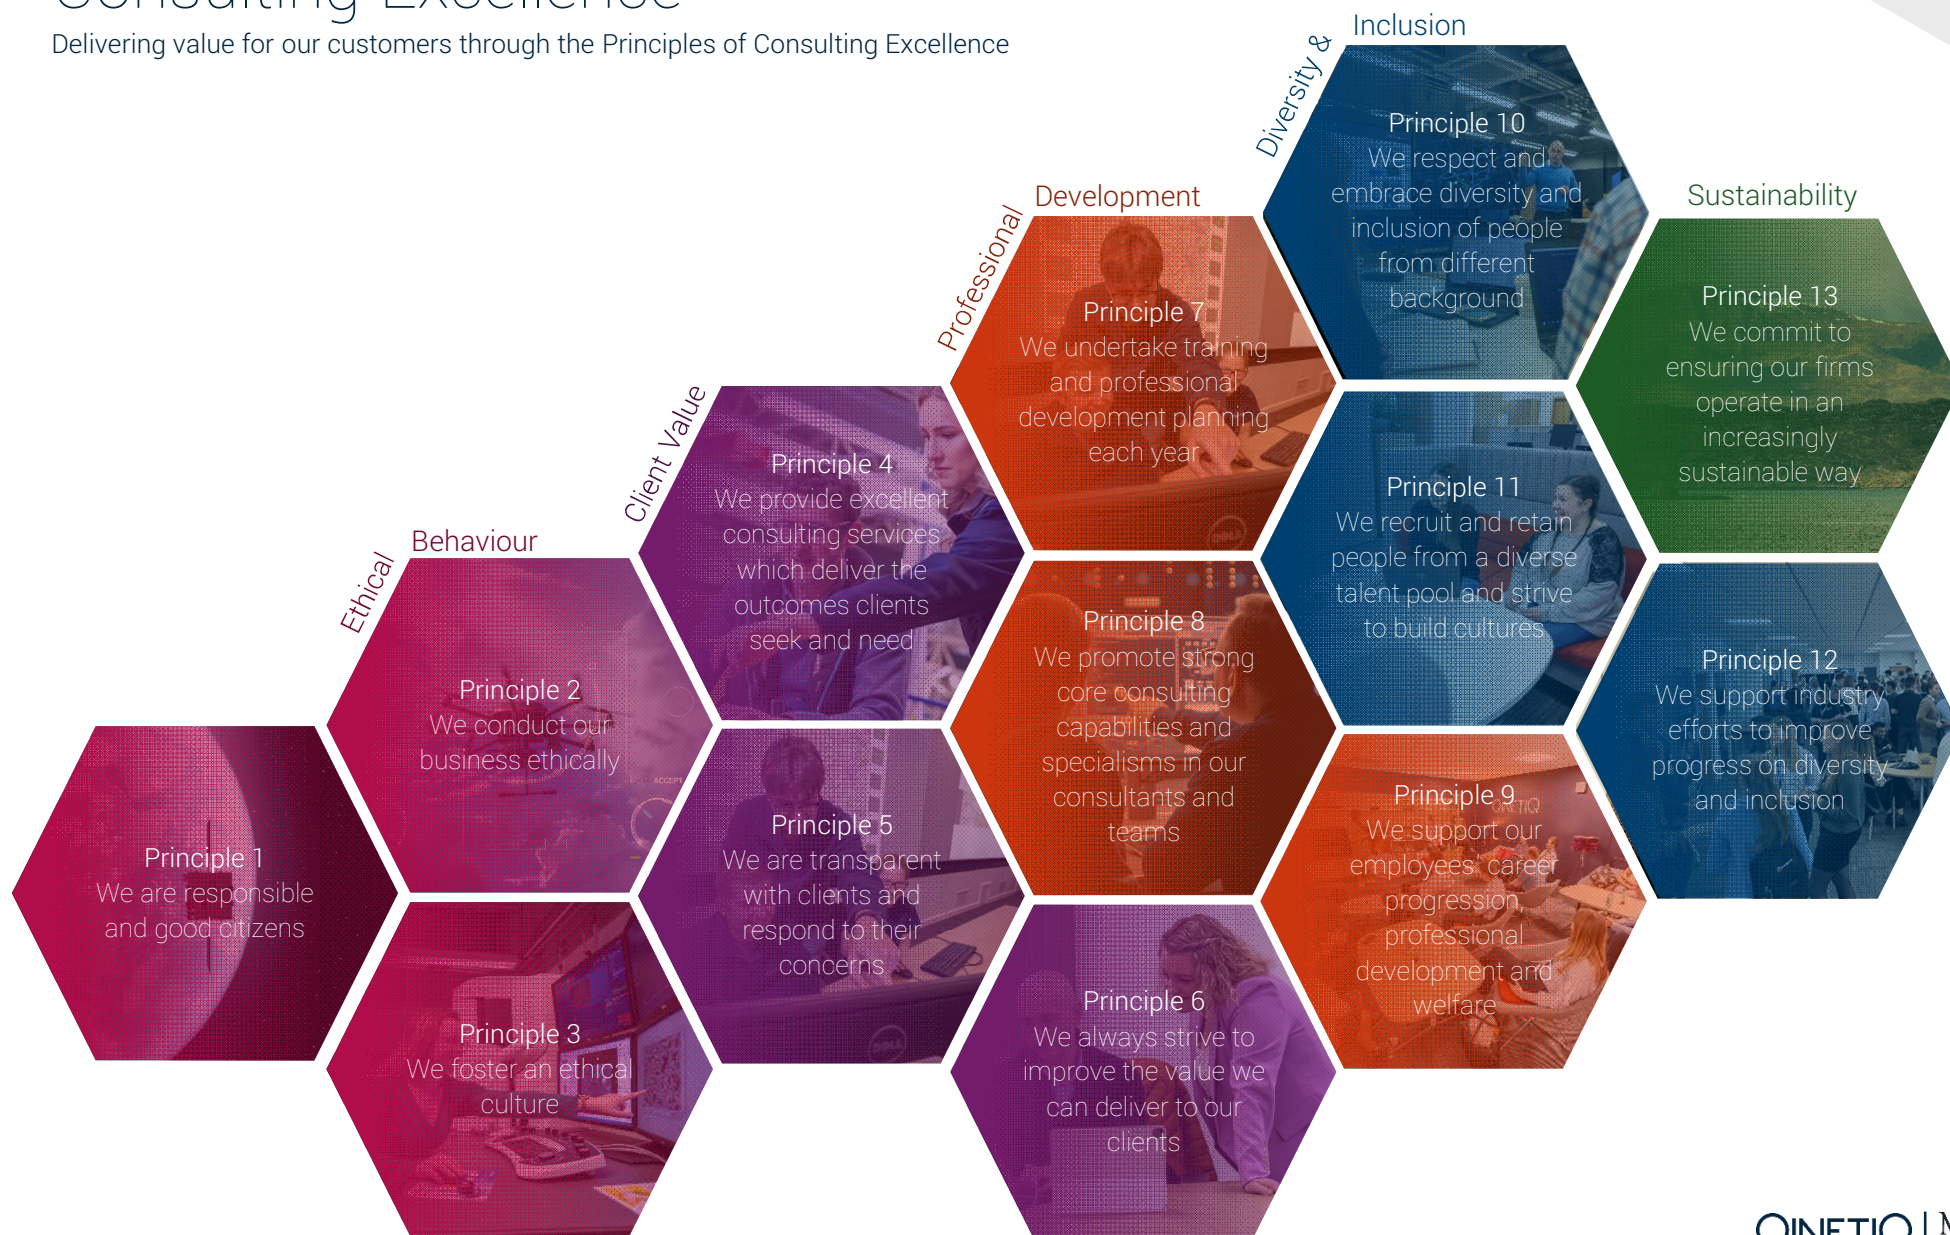 Consulting Excellence
Delivering value for our customers through the Principles of Consulting Excellence
Ethical
Behaviour
Principle 1
We are responsible
and good citizens
Principle 2
We conduct our
business ethically
ACCEPT
Principle 3
We foster an ethical
culture
Client Value
Principle 4
We provide excellent
consulting services
which deliver the
outcomes clients
seek and need
Principle 5
We are transparent
with clients and
respond to their
concerns
DELL
Principle 6
We always strive to
improve the value we
can deliver to our
clients
Professional
Development
Principle 7
We undertake training
and professional
development planning
each year
DELL
Principle 8
We promote strong
core consulting
capabilities and
specialisms in our
consultants and
teams
Principle 9
QINETIQ
We support our
employees' career
progression,
professional
development and
welfare
Diversity &
Inclusion
Principle 10
We respect and
embrace diversity and
inclusion of people
from different
background
Principle 11
We recruit and retain
people from a diverse
talent pool and strive
to build cultures
Principle 12
We support industry
efforts to improve
progress on diversity
and inclusion
Sustainability
Principle 13
We commit to
ensuring our firms
operate in an
increasingly
sustainable way
QINETIQ